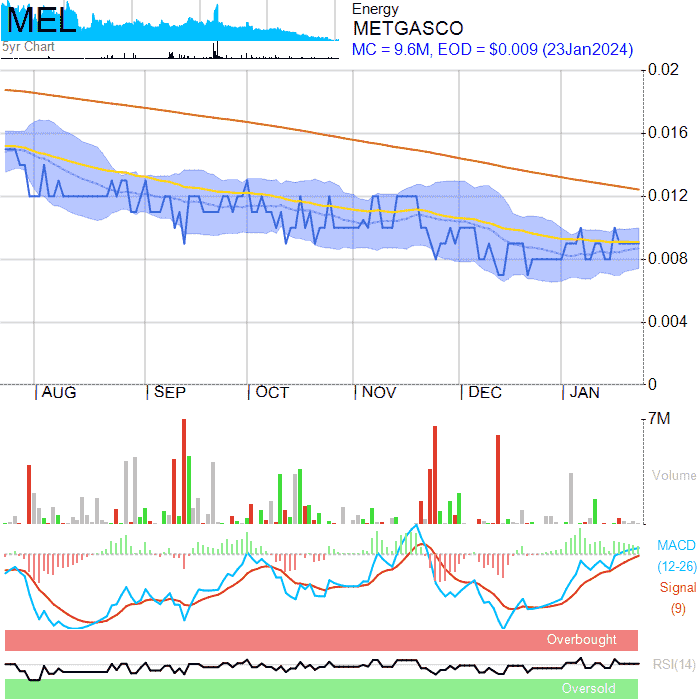 MEL
5yr Chart
Energy
METGASCO
MC = 9.6M, EOD = $0.009 (23Jan2024)
0.02
0.016
0.012
0.008
0.004
0
AUG
SEP
OCT
NOV
DEC
JAN
7M
Volume
MACD
(12-26)
Signal
(9)
Overbought
RSI(14)
Oversold